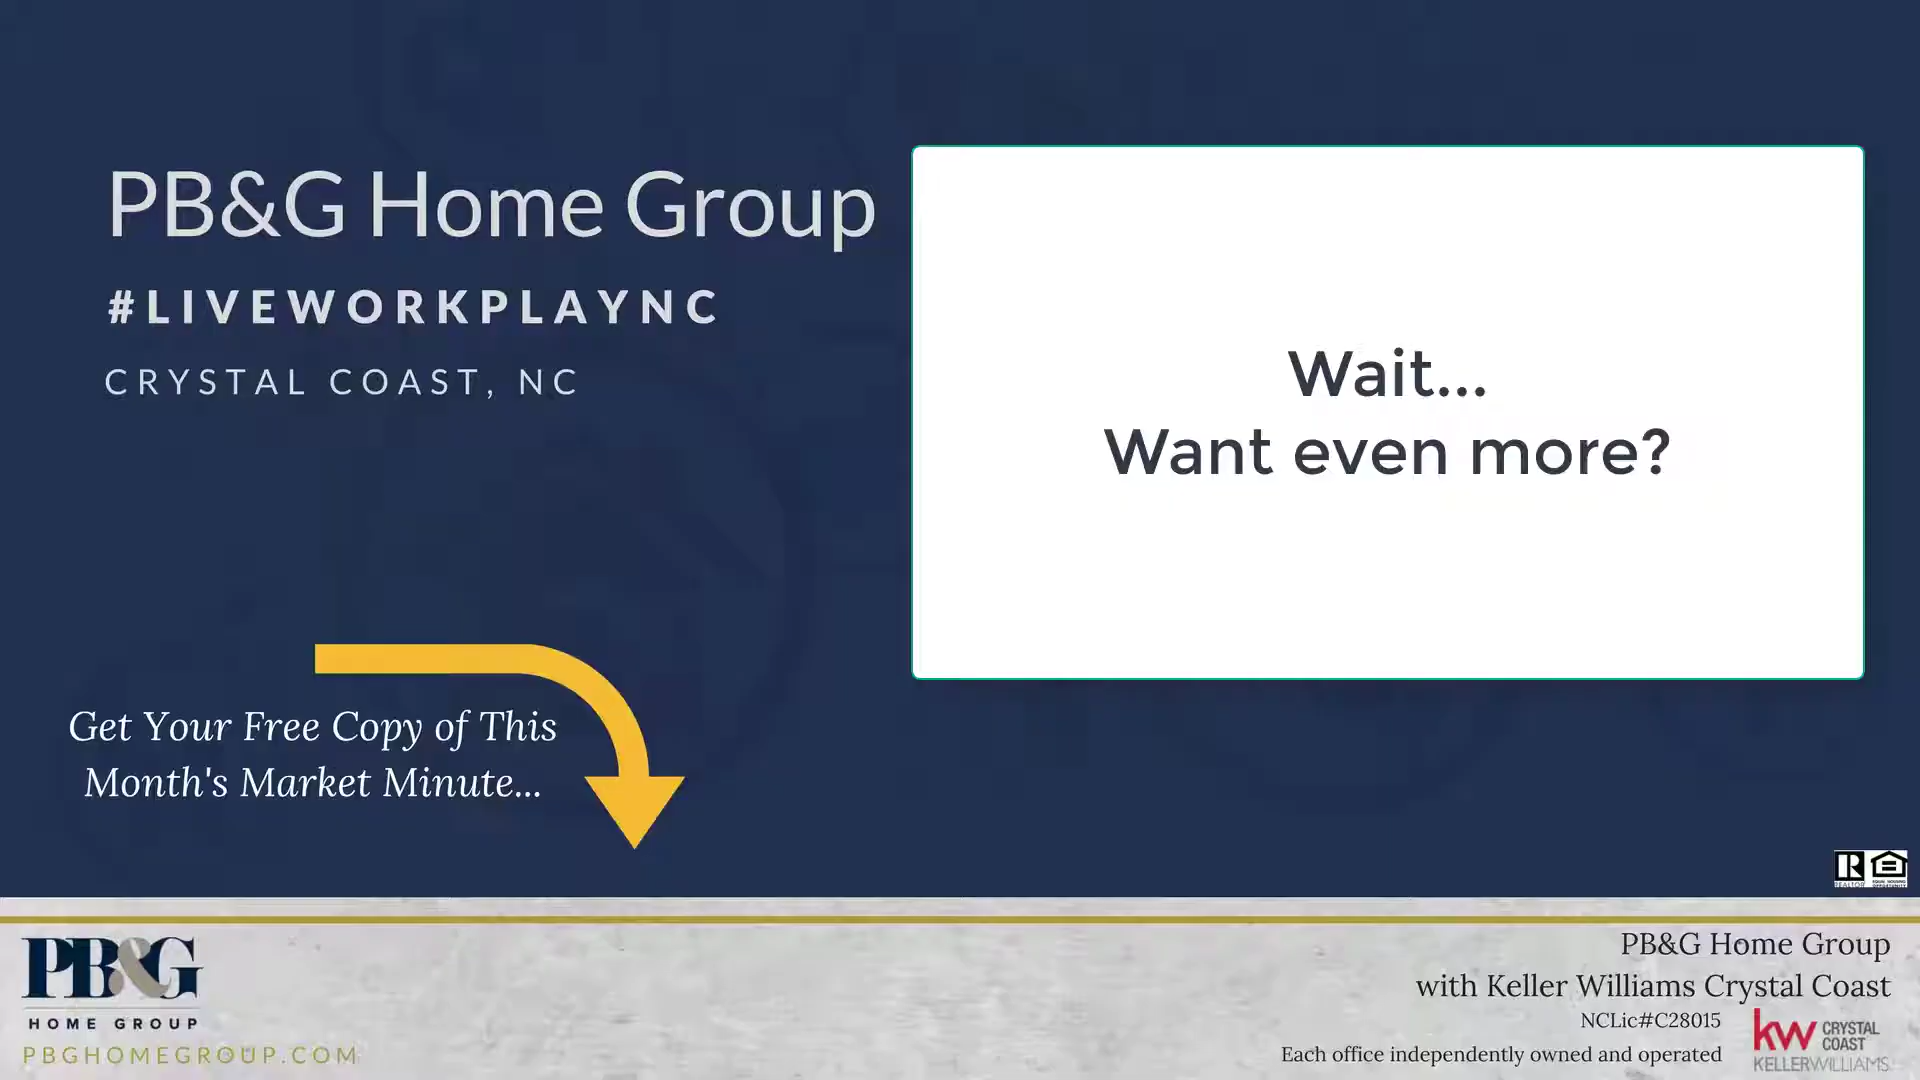 PB&G Home Group
#LIVEWORKPLAYNC
CRYSTAL COAST, NC
Wait...
Want even more?
Get Your Free Copy of This
Month's Market Minute...
R
REALTOR
PB&G
HOME GROUP
PBGHOMEGROUP.COM
PB&G Home Group
with Keller Williams Crystal Coast
NCLic#C28015
Each office independently owned and operated
kw CRYSTAL
COAST
KELLERWILLIAMS